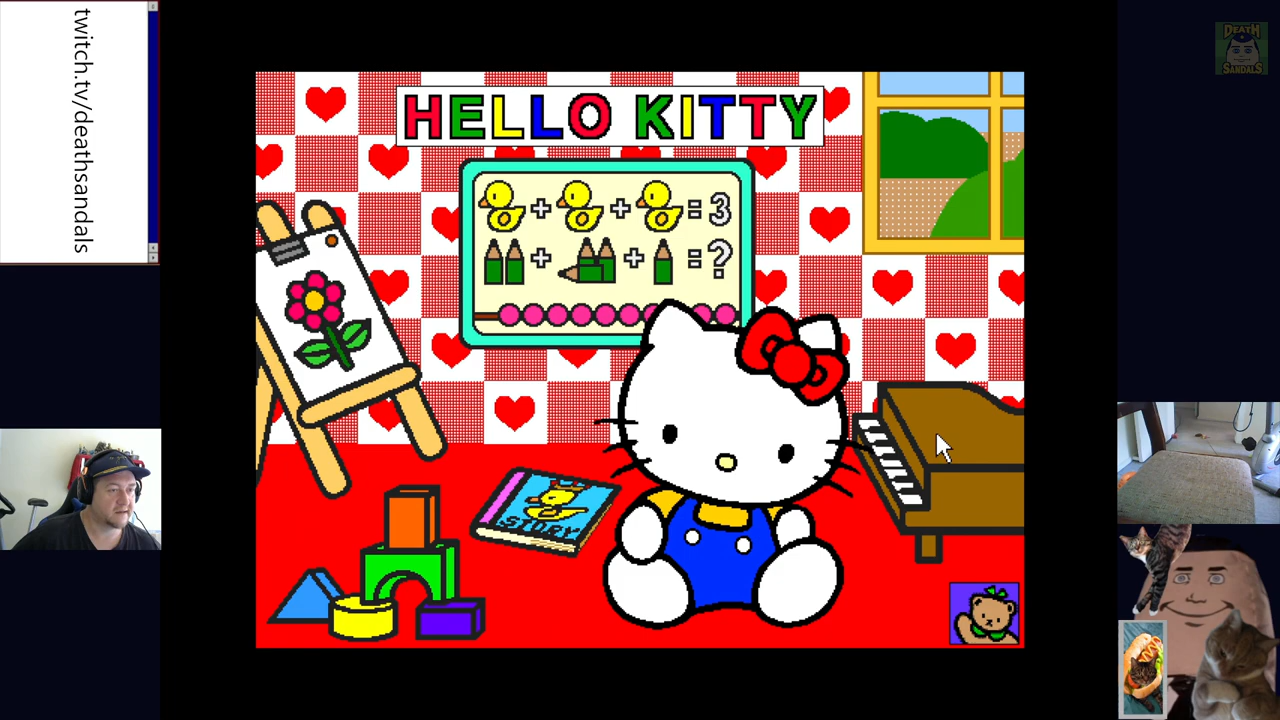 twitch.tv/deathsandals
DEATH
SANDALS
HELLO KITTY
+ + = 3
+ + = ?
STORY